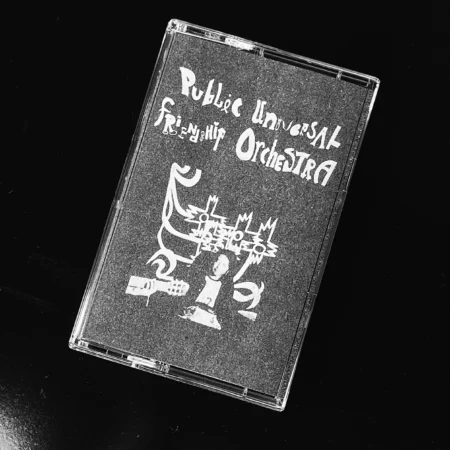 Public UniverSAL
fRiENdSHiP OrcheSTRA